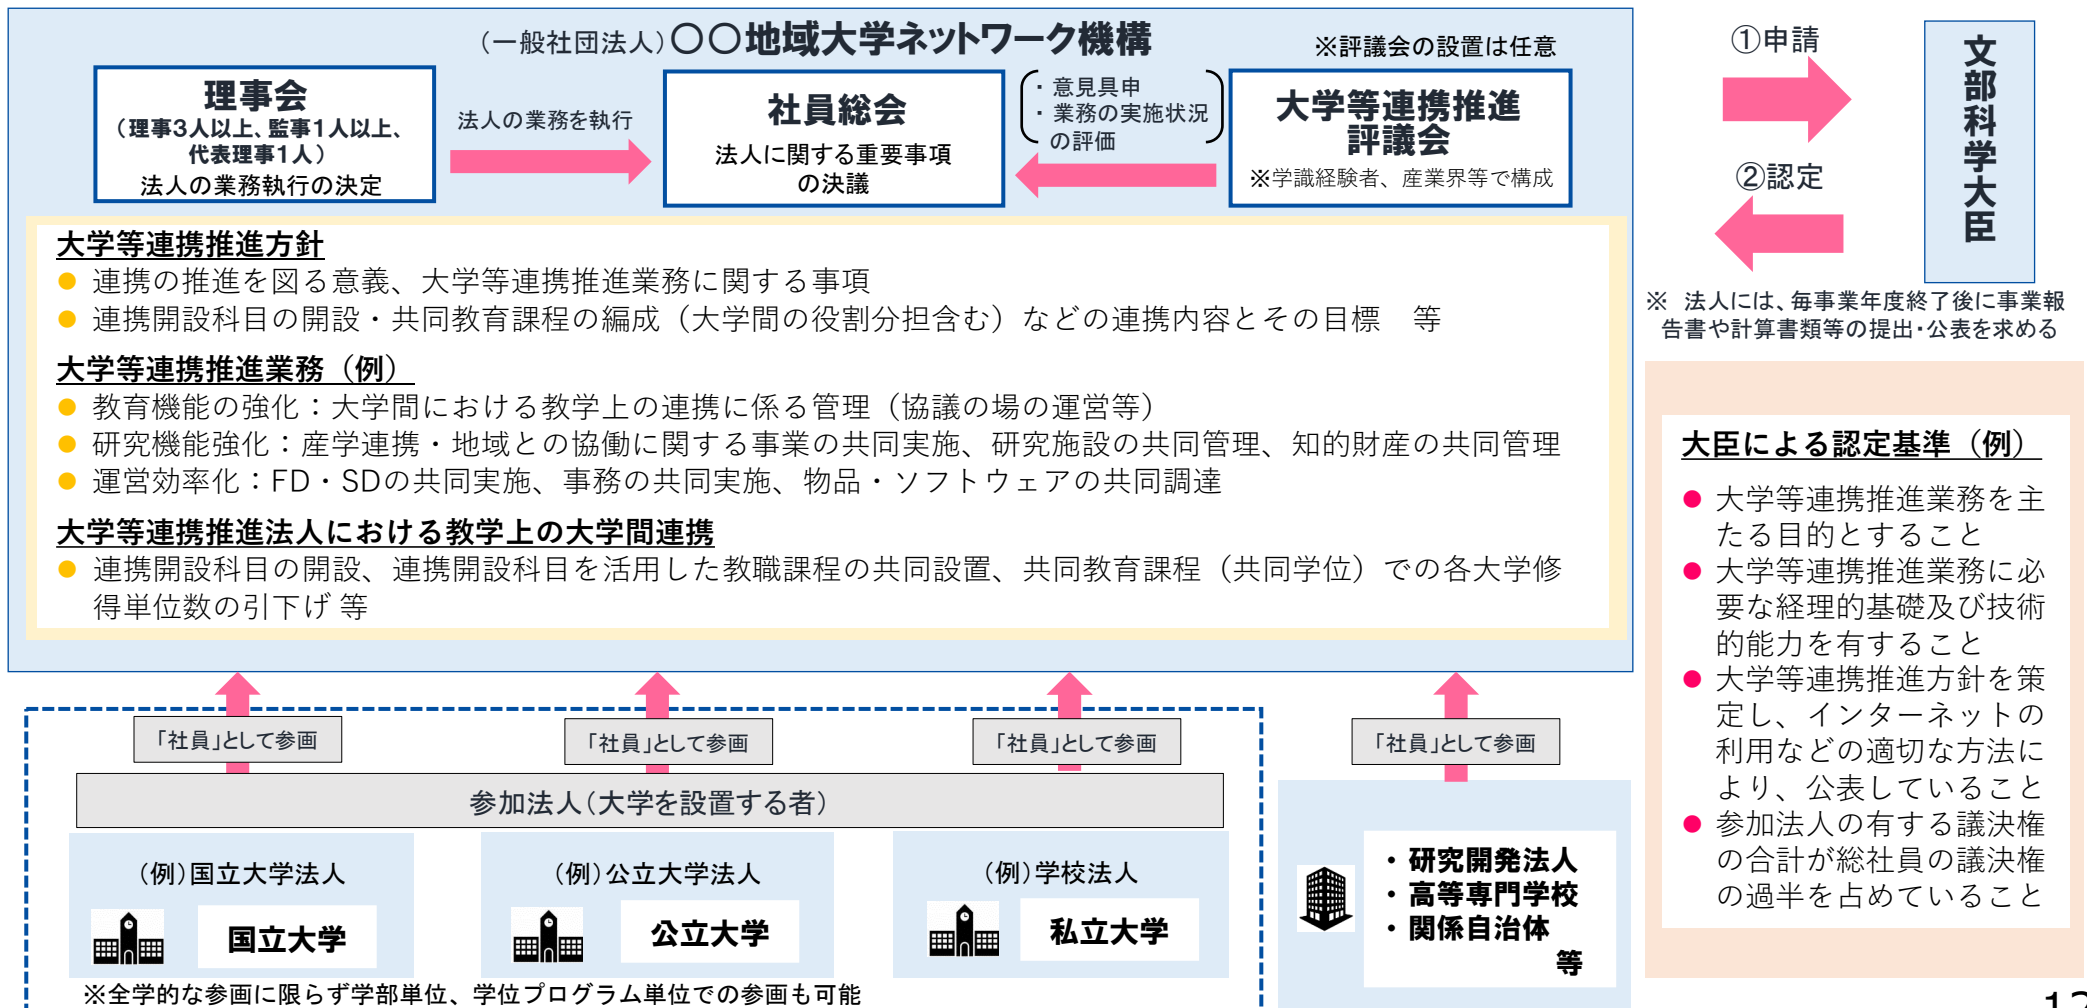 (一般社団法人)〇〇地域大学ネットワーク機構
※評議会の設置は任意
理事会
(理事3人以上、監事1人以上、
代表理事1人)
法人の業務執行の決定
法人の業務を執行
社員総会
法人に関する重要事項
の決議
・意見具申
・業務の実施状況
の評価
大学等連携推進
評議会
※学識経験者、産業界等で構成
大学等連携推進方針
● 連携の推進を図る意義、大学等連携推進業務に関する事項
● 連携開設科目の開設・共同教育課程の編成（大学間の役割分担含む）などの連携内容とその目標　等
大学等連携推進業務（例）
● 教育機能の強化：大学間における教学上の連携に係る管理（協議の場の運営等）
● 研究機能強化：産学連携・地域との協働に関する事業の共同実施、研究施設の共同管理、知的財産の共同管理
● 運営効率化：FD・SDの共同実施、事務の共同実施、物品・ソフトウェアの共同調達
大学等連携推進法人における教学上の大学間連携
● 連携開設科目の開設、連携開設科目を活用した教職課程の共同設置、共同教育課程（共同学位）での各大学修
得単位数の引下げ 等
「社員」として参画
「社員」として参画
「社員」として参画
「社員」として参画
参加法人(大学を設置する者)
(例)国立大学法人
国立大学
(例)公立大学法人
公立大学
(例)学校法人
私立大学
※全学的な参画に限らず学部単位、学位プログラム単位での参画も可能
・研究開発法人
・高等専門学校
・関係自治体
等
①申請
②認定
文部科学大臣
※ 法人には、毎事業年度終了後に事業報
告書や計算書類等の提出・公表を求める
大臣による認定基準（例）
● 大学等連携推進業務を主
たる目的とすること
● 大学等連携推進業務に必
要な経理的基礎及び技術
的能力を有すること
● 大学等連携推進方針を策
定し、インターネットの
利用などの適切な方法に
より、公表していること
● 参加法人の有する議決権
の合計が総社員の議決権
の過半を占めていること